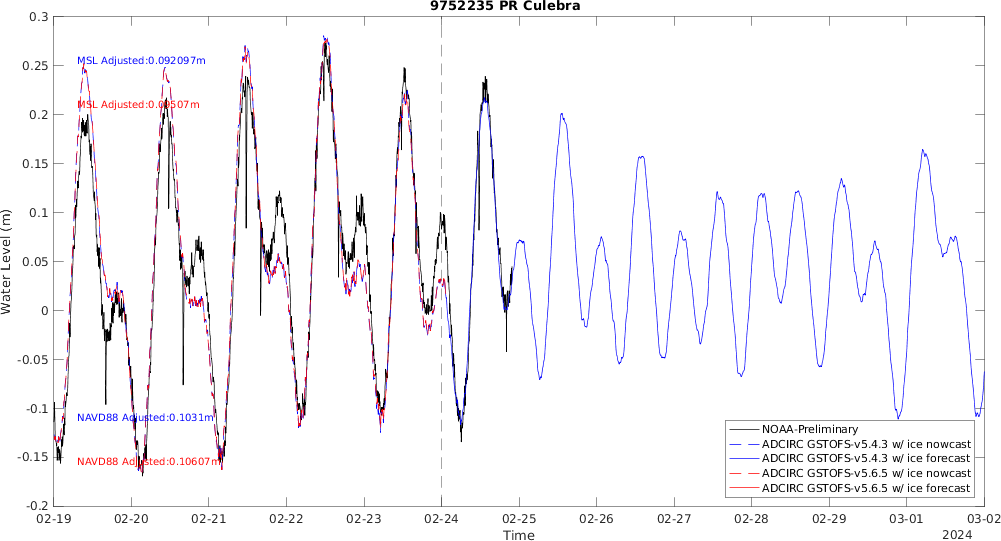 9752235 PR Culebra
0.3
0.25
0.2
0.15
0.1
0.05
0
-0.05
-0.1
-0.15
-0.2
Water Level (m)
MSL Adjusted:0.092097m
MSL Adjusted:0.09507m
NAVD88 Adjusted:0.1031m
NAVD88 Adjusted:0.10607m
NOAA-Preliminary
ADCIRC GSTOFS-v5.4.3 w/ ice nowcast
ADCIRC GSTOFS-v5.4.3 w/ ice forecast
ADCIRC GSTOFS-v5.6.5 w/ ice nowcast
ADCIRC GSTOFS-v5.6.5 w/ ice forecast
02-19 02-20 02-21 02-22 02-23 02-24 02-25 02-26 02-27 02-28 02-29 03-01 03-02
Time
2024